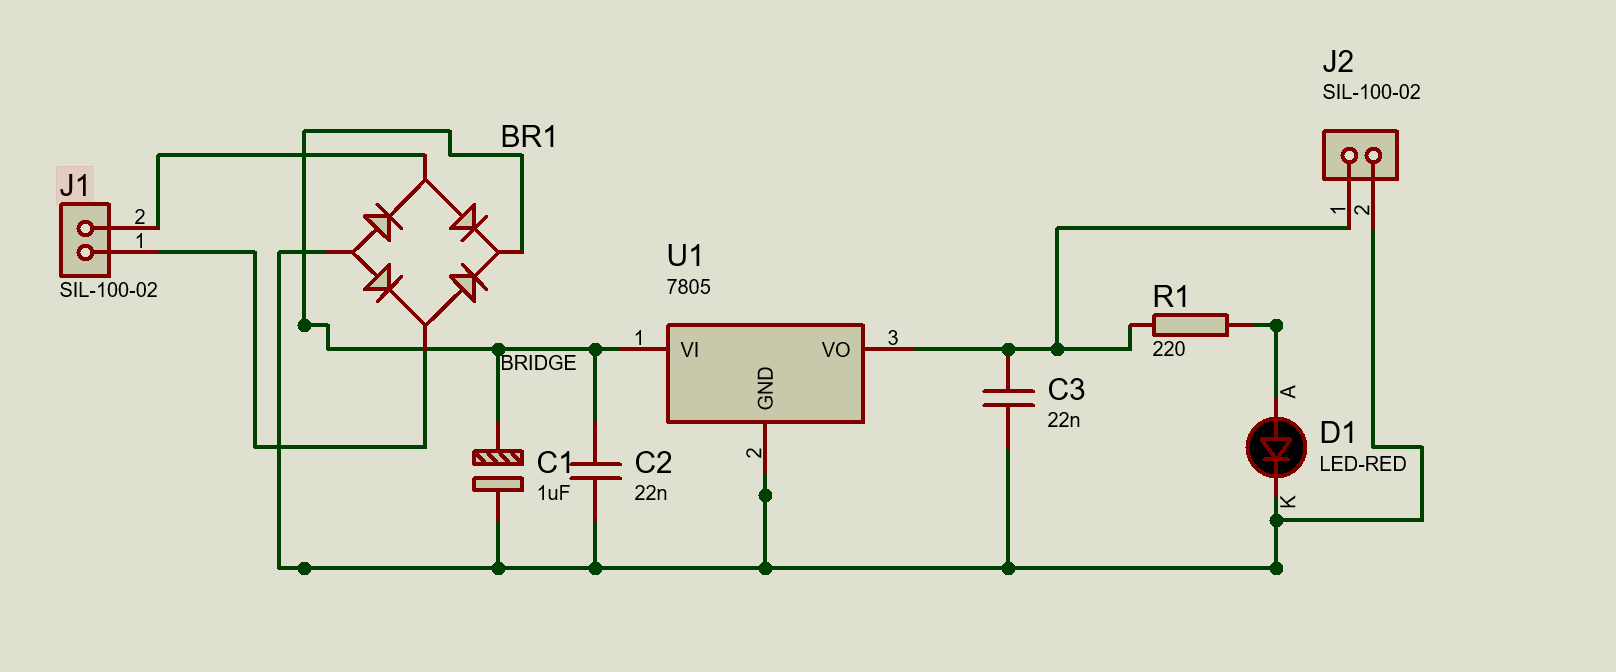 J1
2
1
SIL-100-02
BR1
BRIDGE
U1
7805
1
VI
VO
3
GND
2
C1
1uF
C2
22n
C3
22n
R1
220
J2
SIL-100-02
1
2
A
D1
LED-RED
K